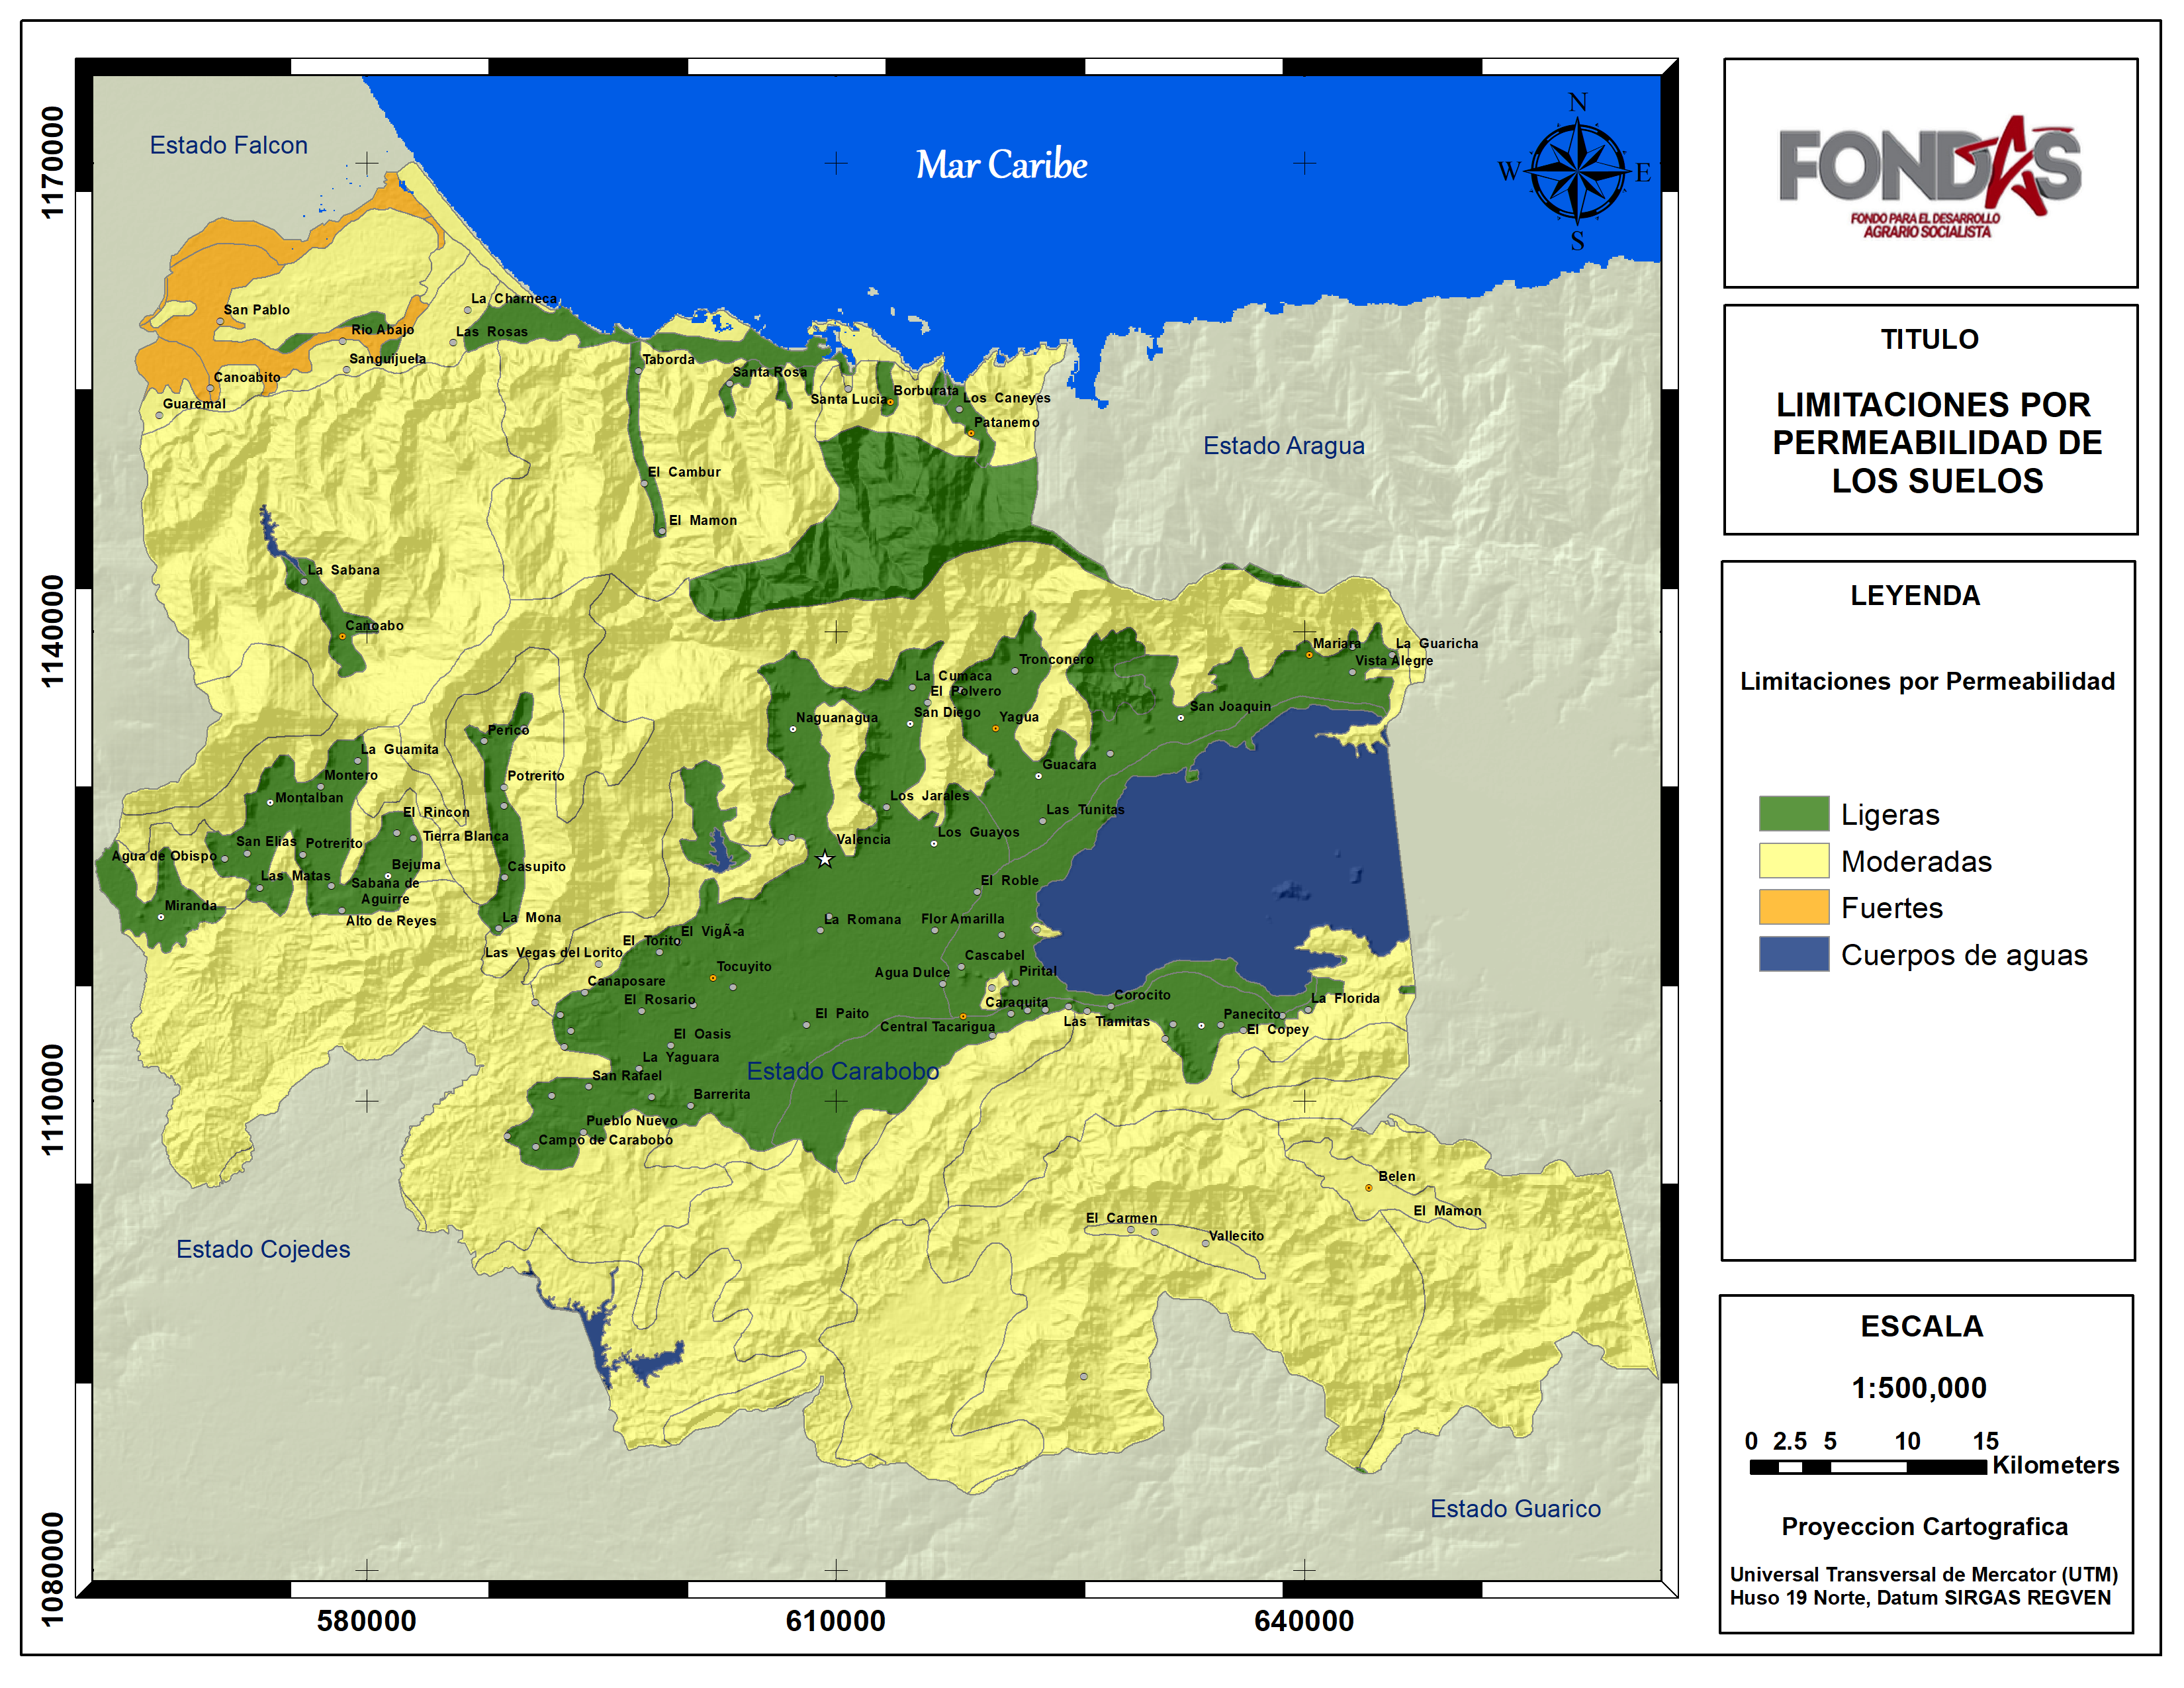 Estado Falcon
Mar Caribe
N
W
E
S
Estado Aragua
Estado Carabobo
Estado Cojedes
Estado Guarico
La Charneca
San Pablo
Rio Abajo
Las Rosas
Sanguijuela
Taborda
Canoabito
Santa Rosa
Guaremal
Santa Lucia
Borburata
Los Caneyes
Patanemo
El Cambur
El Mamon
La Sabana
Canoabo
Mariara
La Guaricha
Vista Alegre
Tronconero
La Cumaca
El Polvero
San Diego
Yagua
San Joaquin
Naguanagua
Perico
La Guamita
Montero
Potrerito
Guacara
Montalban
Los Jarales
Las Tunitas
El Rincon
Tierra Blanca
Los Guayos
Valencia
San Elias
Potrerito
Agua de Obispo
Bejuma
Casupito
Las Matas
Sabana de
Aguirre
El Roble
Miranda
Alto de Reyes
La Mona
La Romana
Flor Amarilla
El VigÃ-a
El Torito
Las Vegas del Lorito
Cascabel
Tocuyito
Agua Dulce
Pirital
Canaposare
El Rosario
Caraquita
Corocito
La Florida
El Paito
Central Tacarigua
Las Tiamitas
Panecito
El Copey
El Oasis
La Yaguara
San Rafael
Barrerita
Pueblo Nuevo
Campo de Carabobo
Belen
El Mamon
El Carmen
Vallecito
1170000
1140000
1110000
1080000
580000
610000
640000
FONDAS
FONDO PARA EL DESARROLLO
AGRARIO SOCIALISTA
TITULO
LIMITACIONES POR
PERMEABILIDAD DE
LOS SUELOS
LEYENDA
Limitaciones por Permeabilidad
Ligeras
Moderadas
Fuertes
Cuerpos de aguas
ESCALA
1:500,000
0 2.5 5 10 15
Kilometers
Proyeccion Cartografica
Universal Transversal de Mercator (UTM)
Huso 19 Norte, Datum SIRGAS REGVEN